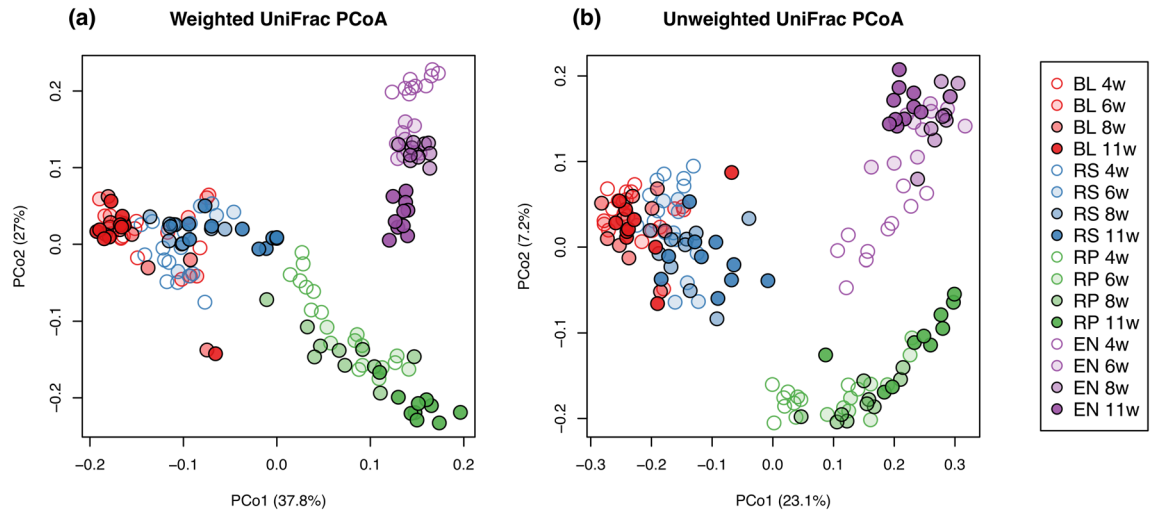 (a) Weighted UniFrac PCoA
PCo2 (27%)
0.2
0.1
0.0
−0.1
−0.2
−0.2 −0.1 0.0 0.1 0.2
PCo1 (37.8%)
(b) Unweighted UniFrac PCoA
PCo2 (7.2%)
0.2
0.1
0.0
−0.1
−0.2
−0.3 −0.2 −0.1 0.0 0.1 0.2 0.3
PCo1 (23.1%)
BL 4w
BL 6w
BL 8w
BL 11w
RS 4w
RS 6w
RS 8w
RS 11w
RP 4w
RP 6w
RP 8w
RP 11w
EN 4w
EN 6w
EN 8w
EN 11w